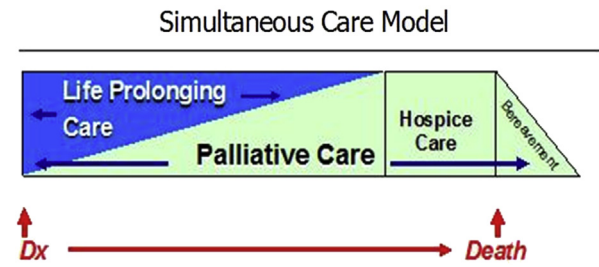 Simultaneous Care Model
Life Prolonging
Care
Palliative Care
Hospice
Care
Bereavement
Dx
Death